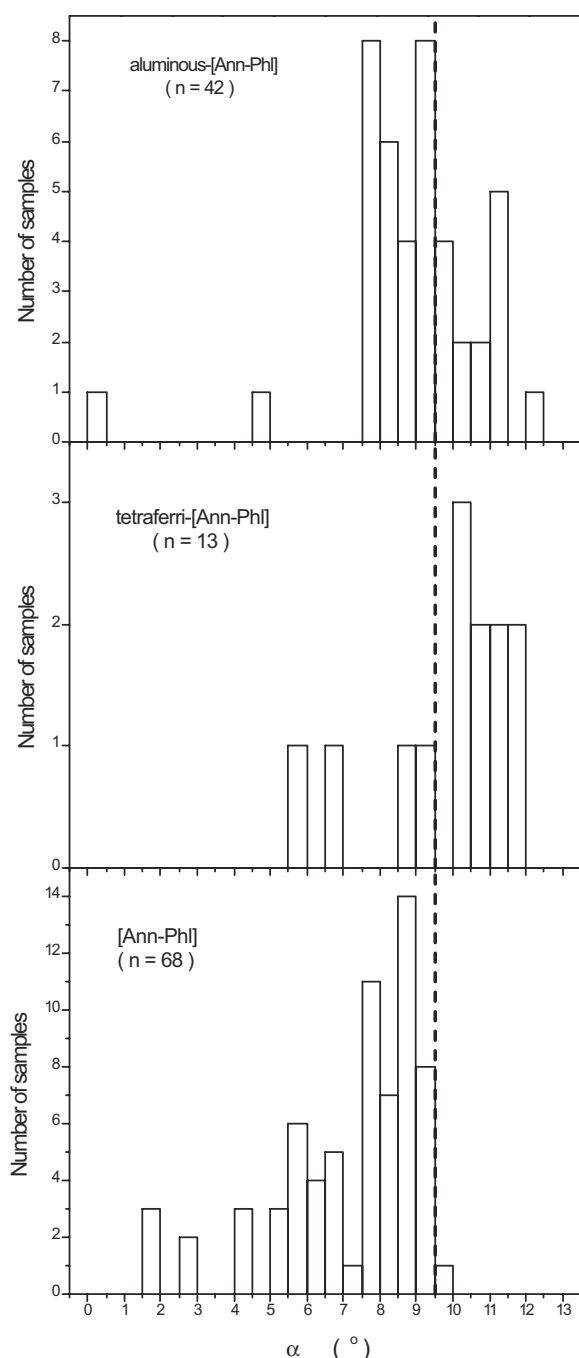 8
7
6
5
4
3
2
1
0
Number of samples
aluminous-[Ann-Phl]
( n = 42 )
3
2
1
0
Number of samples
tetraferri-[Ann-Phl]
( n = 13 )
14
12
10
8
6
4
2
0
Number of samples
[Ann-Phl]
( n = 68 )
0 1 2 3 4 5 6 7 8 9 10 11 12 13
α ( º )